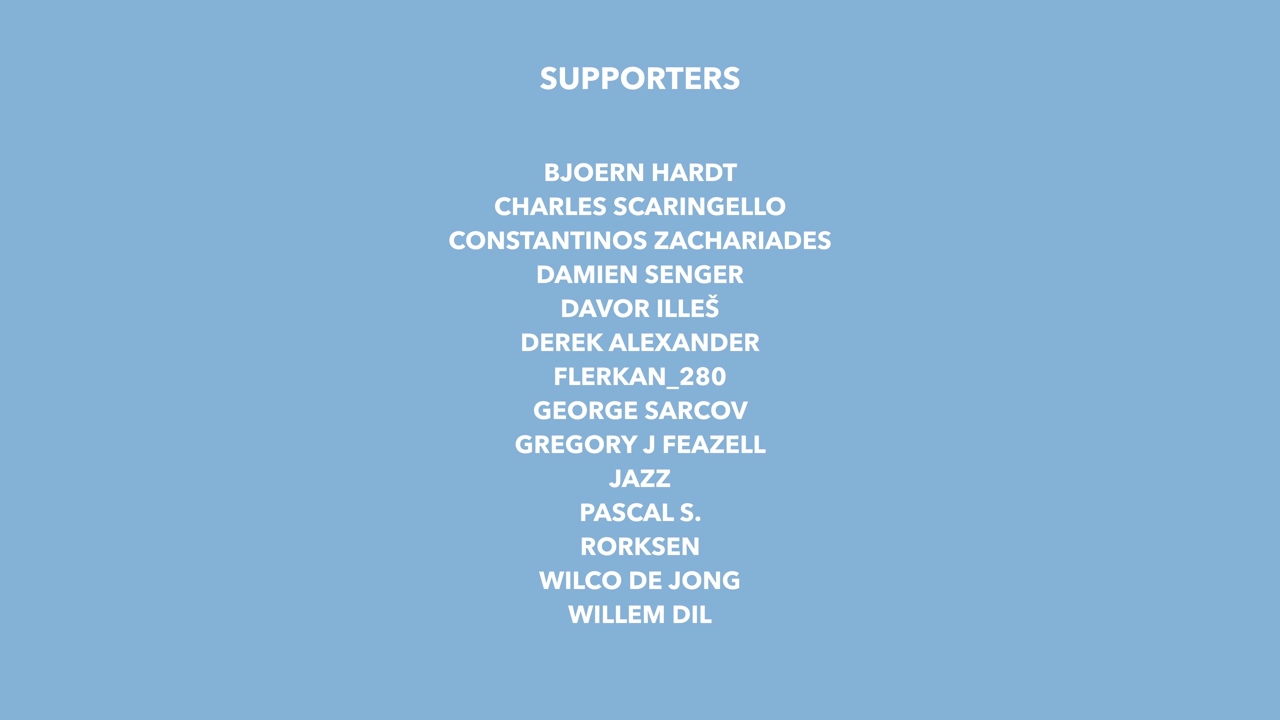 SUPPORTERS
BJOERN HARDT
CHARLES SCARINGELLO
CONSTANTINOS ZACHARIADES
DAMIEN SENGER
DAVOR ILLEŠ
DEREK ALEXANDER
FLERKAN_280
GEORGE SARCOV
GREGORY J FEAZELL
JAZZ
PASCAL S.
RORKSEN
WILCO DE JONG
WILLEM DIL